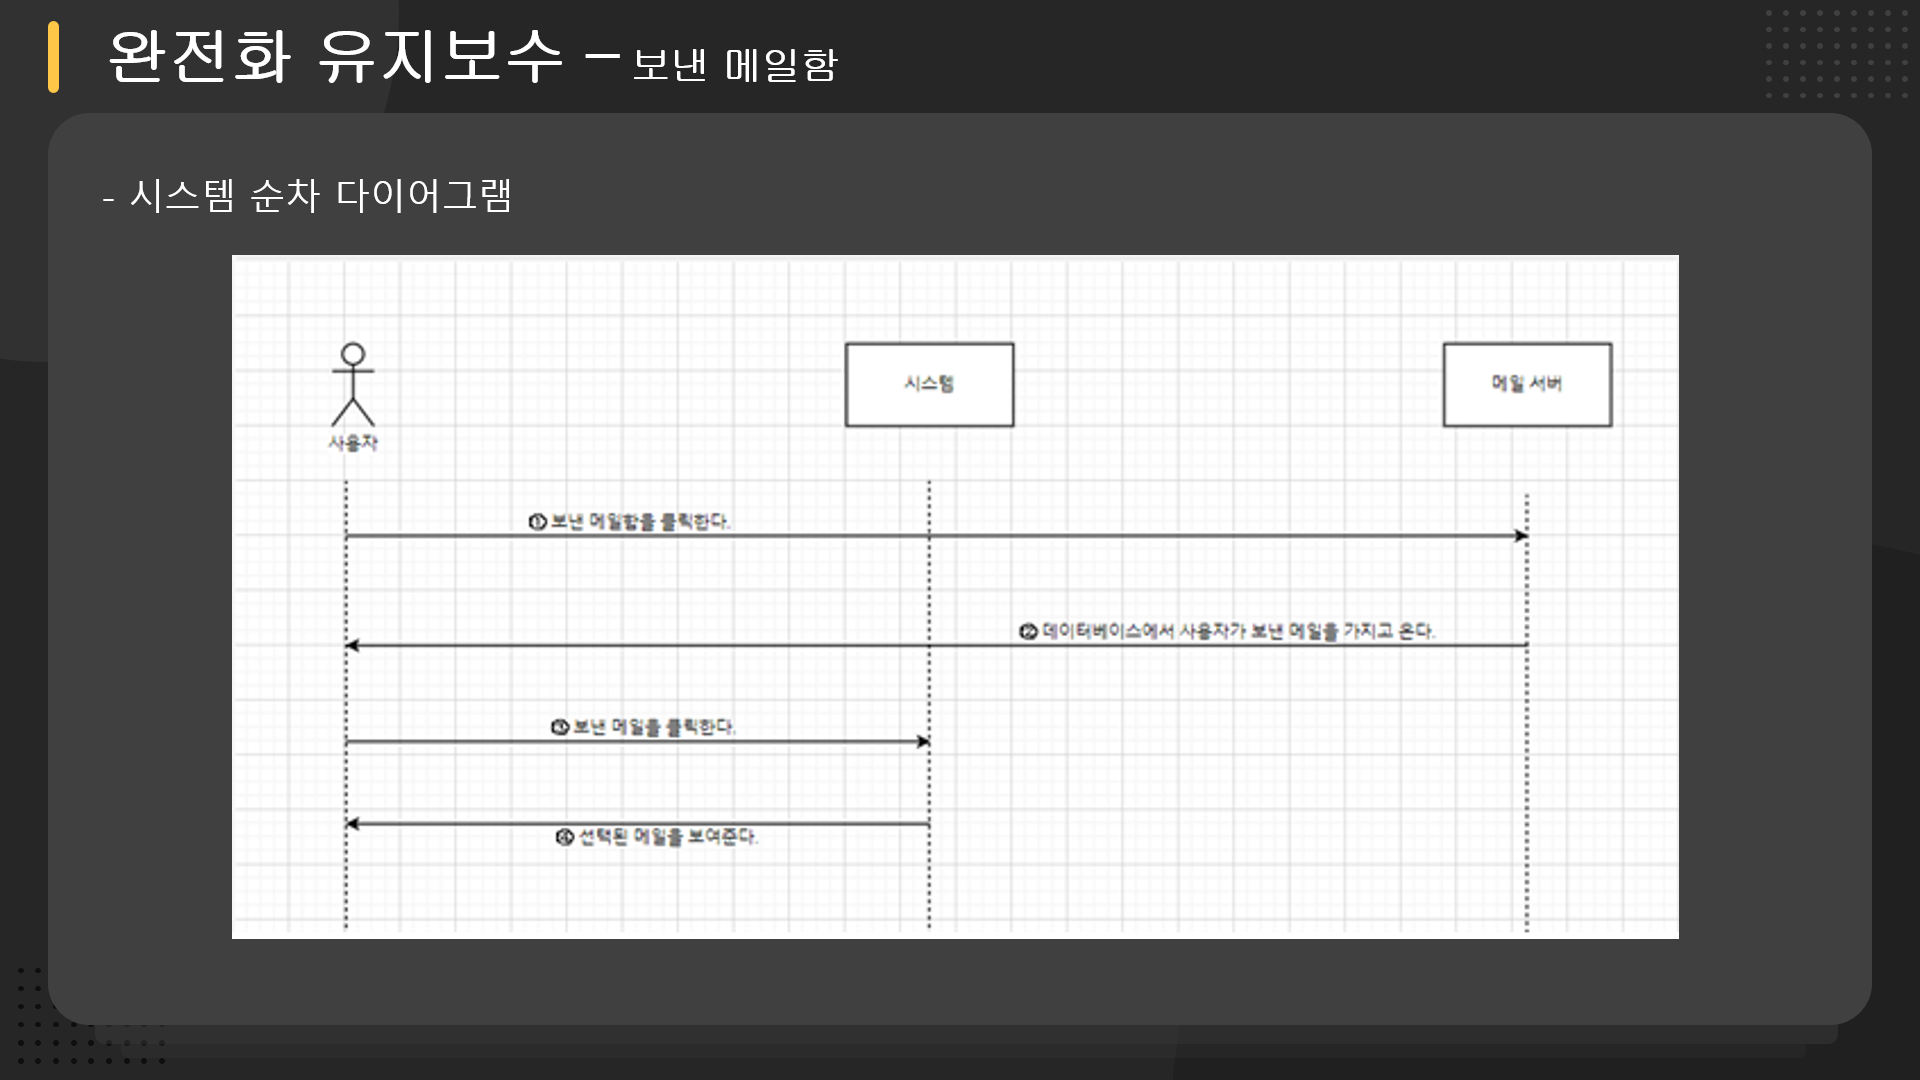 완전화 유지보수 – 보낸 메일함
- 시스템 순차 다이어그램
시스템
메일 서버
사용자
① 보낸 메일함을 클릭한다.
② 데이터베이스에서 사용자가 보낸 메일을 가지고 온다.
③ 보낸 메일을 클릭한다.
④ 선택된 메일을 보여준다.